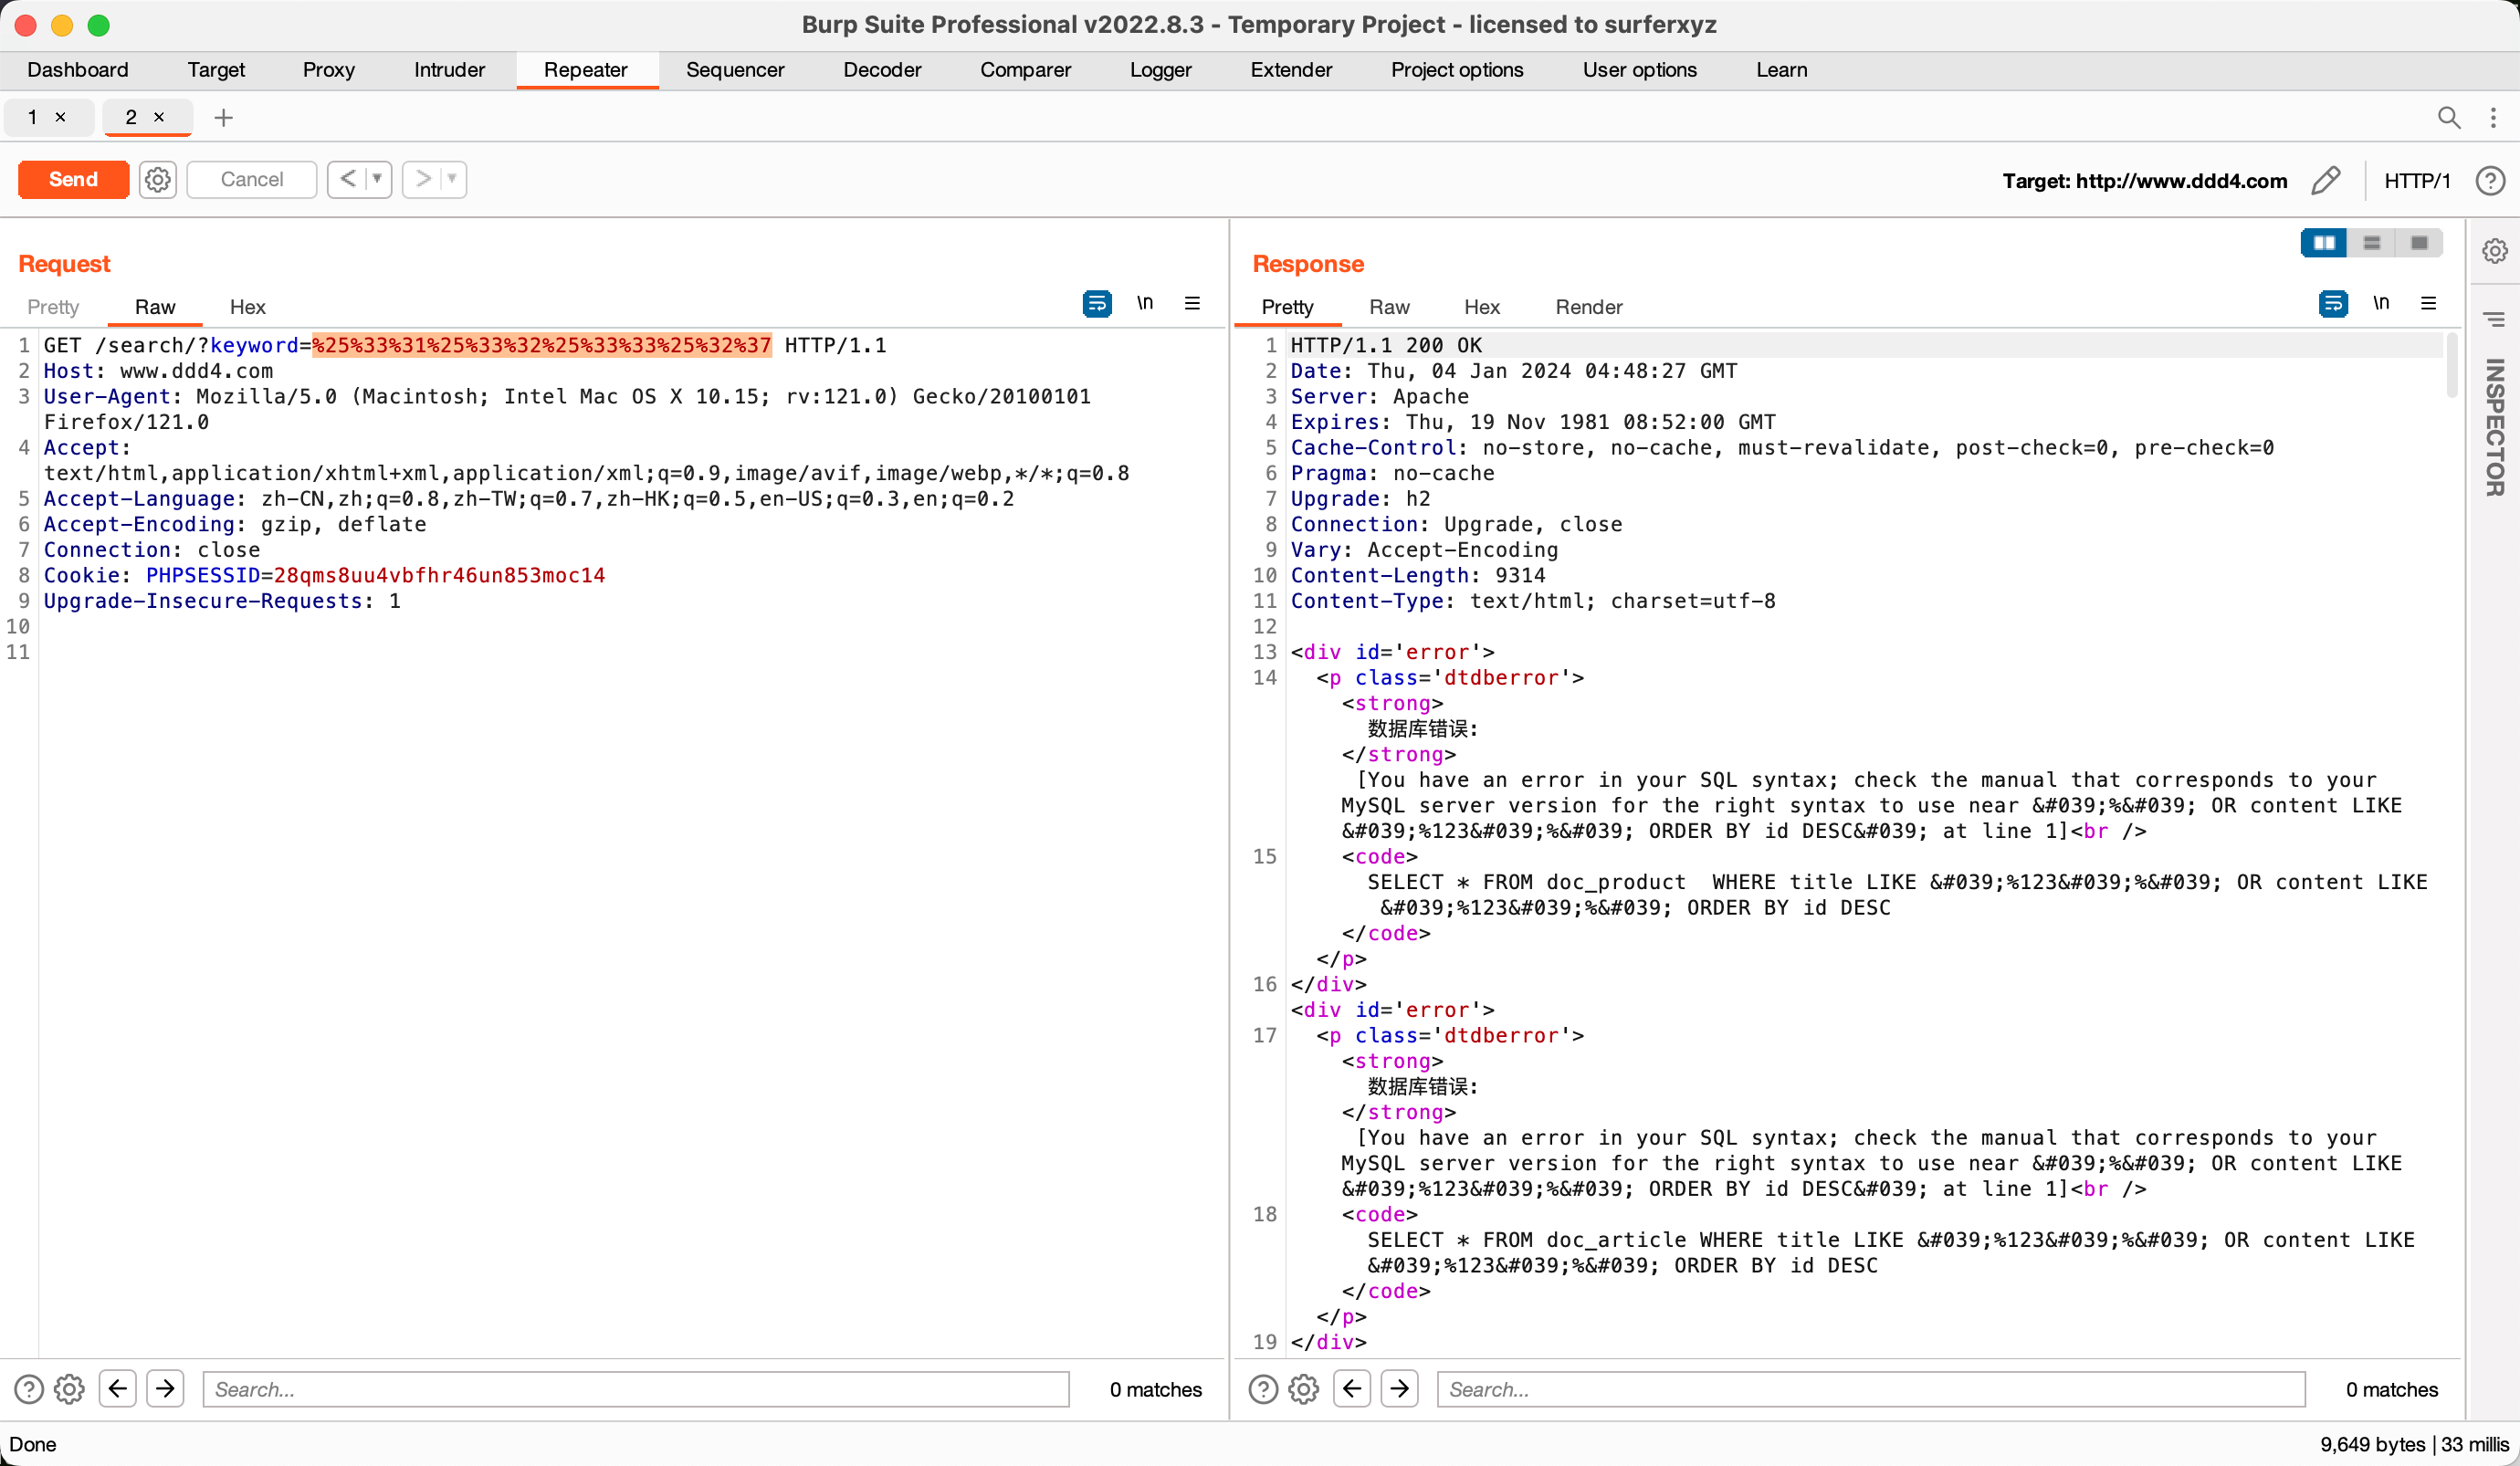 Burp Suite Professional v2022.8.3 - Temporary Project - licensed to surferxyz
Dashboard Target Proxy Intruder Repeater Sequencer Decoder Comparer Logger Extender Project options User options Learn
1 × 2 × +
Send Cancel < > Target: http://www.ddd4.com HTTP/1 ?
Request
Pretty Raw Hex \n
1 GET /search/?keyword=%25%33%31%25%33%32%25%33%33%25%32%37 HTTP/1.1
2 Host: www.ddd4.com
3 User-Agent: Mozilla/5.0 (Macintosh; Intel Mac OS X 10.15; rv:121.0) Gecko/20100101
Firefox/121.0
4 Accept:
text/html,application/xhtml+xml,application/xml;q=0.9,image/avif,image/webp,*/*;q=0.8
5 Accept-Language: zh-CN,zh;q=0.8,zh-TW;q=0.7,zh-HK;q=0.5,en-US;q=0.3,en;q=0.2
6 Accept-Encoding: gzip, deflate
7 Connection: close
8 Cookie: PHPSESSID=28qms8uu4vbfhr46un853moc14
9 Upgrade-Insecure-Requests: 1
10
11
Search... 0 matches
Response
Pretty Raw Hex Render \n
1 HTTP/1.1 200 OK
2 Date: Thu, 04 Jan 2024 04:48:27 GMT
3 Server: Apache
4 Expires: Thu, 19 Nov 1981 08:52:00 GMT
5 Cache-Control: no-store, no-cache, must-revalidate, post-check=0, pre-check=0
6 Pragma: no-cache
7 Upgrade: h2
8 Connection: Upgrade, close
9 Vary: Accept-Encoding
10 Content-Length: 9314
11 Content-Type: text/html; charset=utf-8
12
13 <div id='error'>
14 <p class='dtdberror'>
<strong>
数据库错误:
</strong>
[You have an error in your SQL syntax; check the manual that corresponds to your
MySQL server version for the right syntax to use near &#039;%&#039; OR content LIKE
&#039;%123&#039;%&#039; ORDER BY id DESC&#039; at line 1]<br />
15 <code>
SELECT * FROM doc_product  WHERE title LIKE &#039;%123&#039;%&#039; OR content LIKE
&#039;%123&#039;%&#039; ORDER BY id DESC
</code>
</p>
16 </div>
<div id='error'>
17 <p class='dtdberror'>
<strong>
数据库错误:
</strong>
[You have an error in your SQL syntax; check the manual that corresponds to your
MySQL server version for the right syntax to use near &#039;%&#039; OR content LIKE
&#039;%123&#039;%&#039; ORDER BY id DESC&#039; at line 1]<br />
18 <code>
SELECT * FROM doc_article WHERE title LIKE &#039;%123&#039;%&#039; OR content LIKE
&#039;%123&#039;%&#039; ORDER BY id DESC
</code>
</p>
19 </div>
Search... 0 matches
INSPECTOR
Done 9,649 bytes | 33 millis